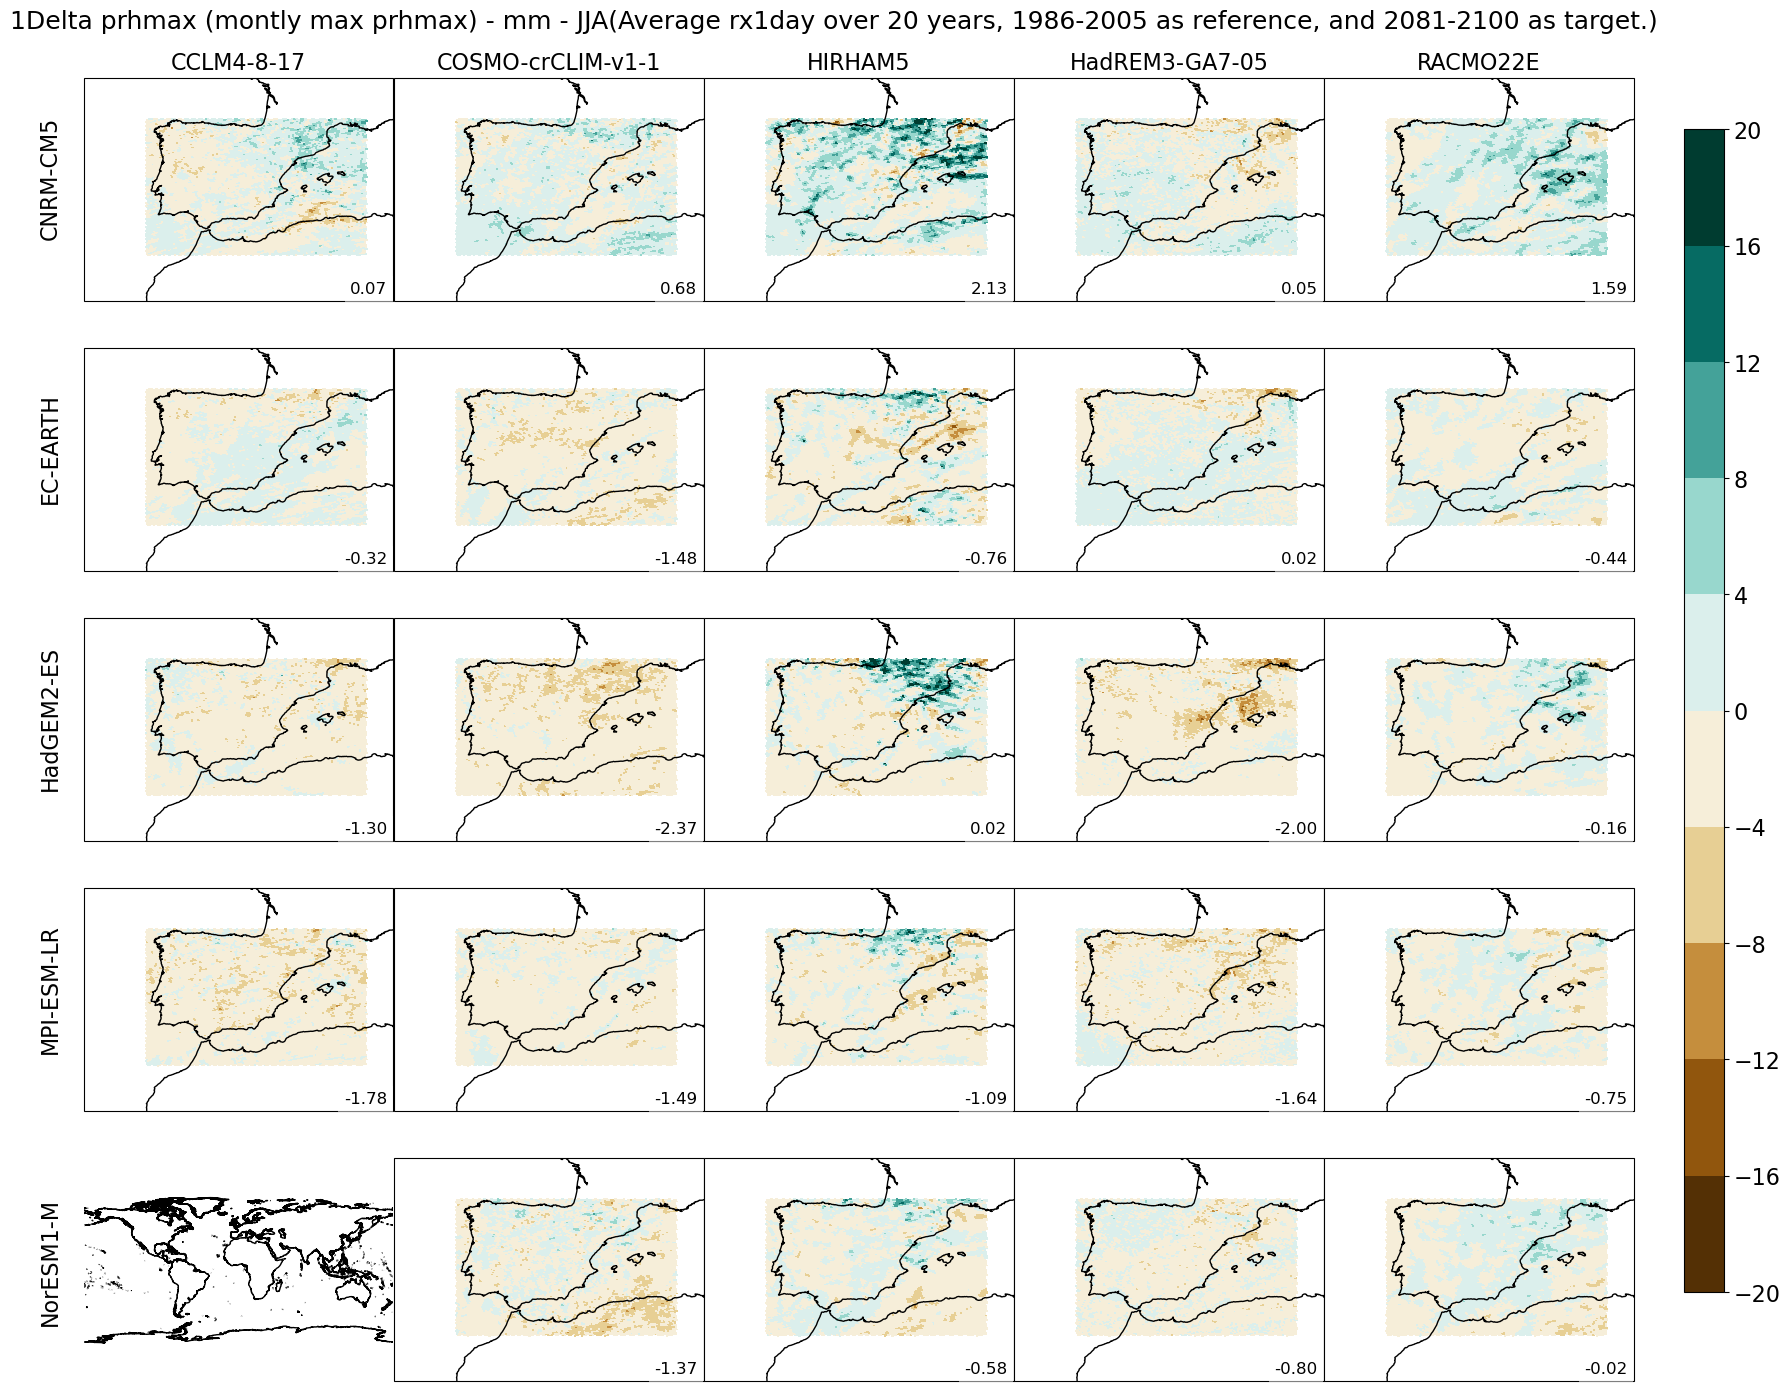 1Delta prhmax (montly max prhmax) - mm - JJA(Average rx1day over 20 years, 1986-2005 as reference, and 2081-2100 as target.)
CCLM4-8-17 COSMO-crCLIM-v1-1 HIRHAM5 HadREM3-GA7-05 RACMO22E
CNRM-CM5
0.07 0.68 2.13 0.05 1.59
EC-EARTH
-0.32 -1.48 -0.76 0.02 -0.44
HadGEM2-ES
-1.30 -2.37 0.02 -2.00 -0.16
MPI-ESM-LR
-1.78 -1.49 -1.09 -1.64 -0.75
NorESM1-M
-1.37 -0.58 -0.80 -0.02
20
16
12
8
4
0
−4
−8
−12
−16
−20